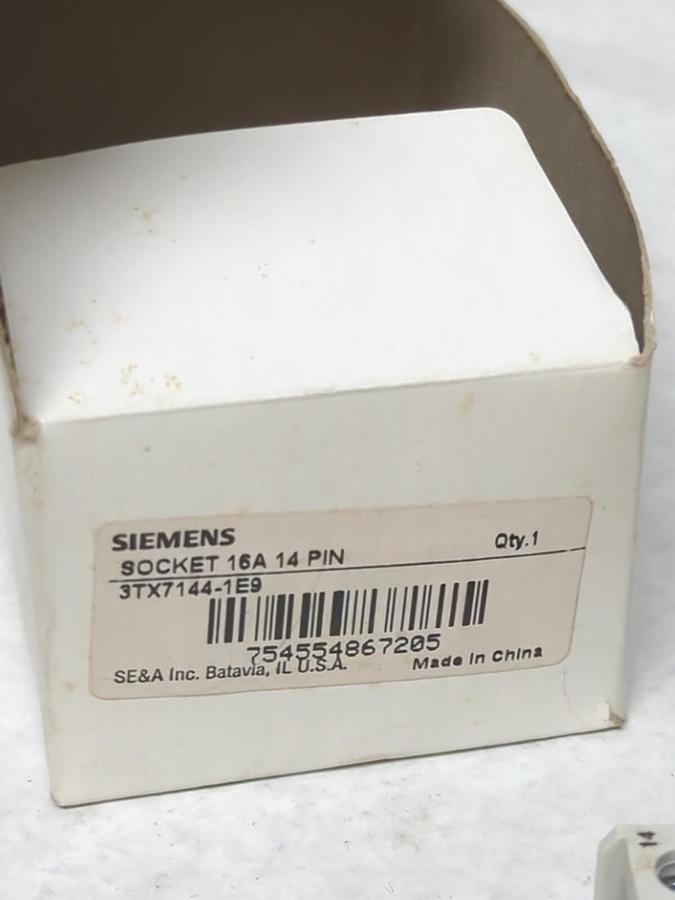 SIEMENS
SOCKET 16A 14 PIN Qty.1
3TX7144-1E9
754554867205
SE&A Inc. Batavia, IL U.S.A. Made In China
14